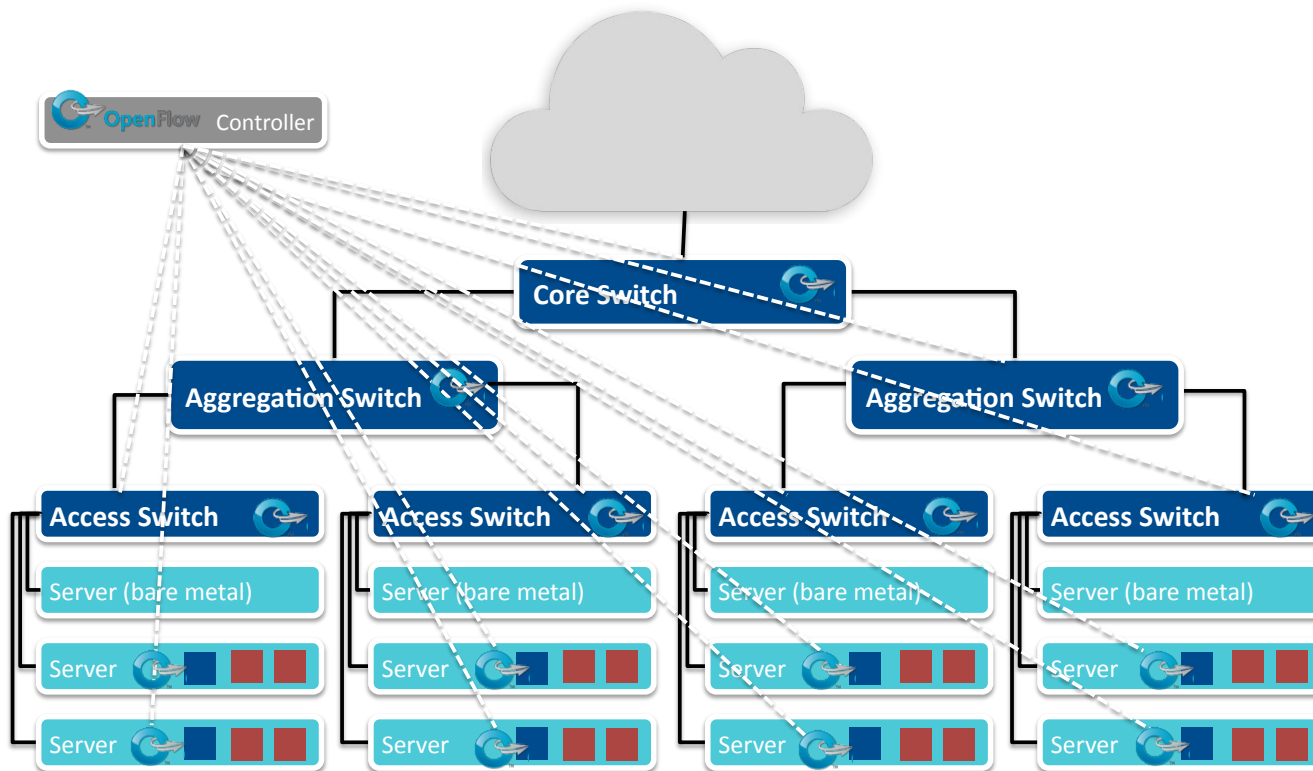 OpenFlow Controller
Core Switch
Aggregation Switch
Aggregation Switch
Access Switch
Access Switch
Access Switch
Access Switch
Server (bare metal)
Server (bare metal)
Server (bare metal)
Server (bare metal)
Server
Server
Server
Server
Server
Server
Server
Server